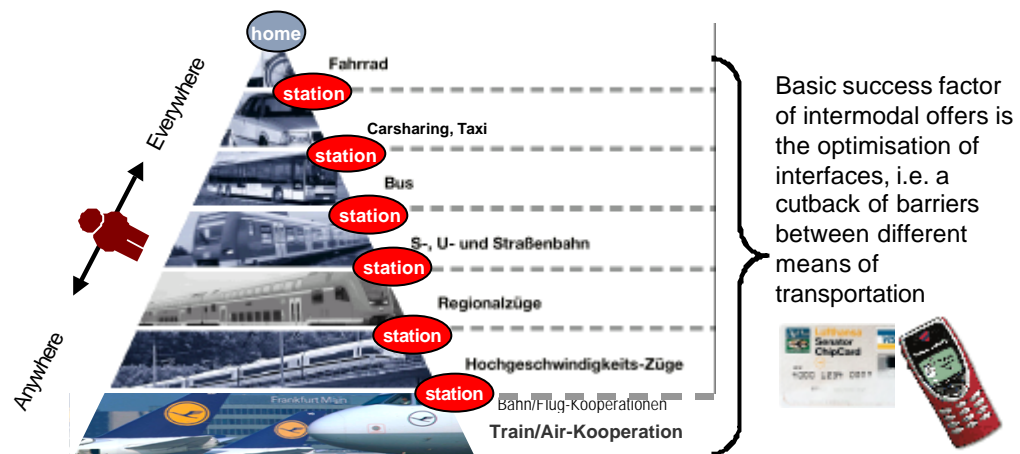 home
Fahrrad
station
Carsharing, Taxi
station
Bus
station
S-, U- und Straßenbahn
station
Regionalzüge
station
Hochgeschwindigkeits-Züge
station
Frankfurt Main
Bahn/Flug-Kooperationen
Train/Air-Kooperation
Everywhere
Anywhere
Basic success factor
of intermodal offers is
the optimisation of
interfaces, i.e. a
cutback of barriers
between different
means of
transportation
Lufthansa
Senator
ChipCard